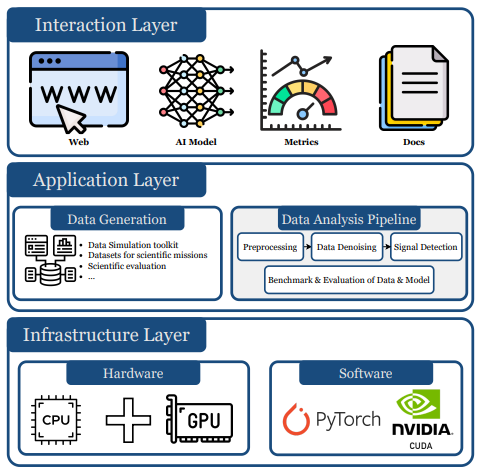 Interaction Layer
WWW
Web
AI Model
Metrics
Docs
Application Layer
Data Generation
• Data Simulation toolkit
• Datasets for scientific missions
• Scientific evaluation
• ...
Data Analysis Pipeline
Preprocessing
Data Denoising
Signal Detection
Benchmark & Evaluation of Data & Model
Infrastructure Layer
Hardware
CPU
GPU
Software
PyTorch
NVIDIA.
CUDA